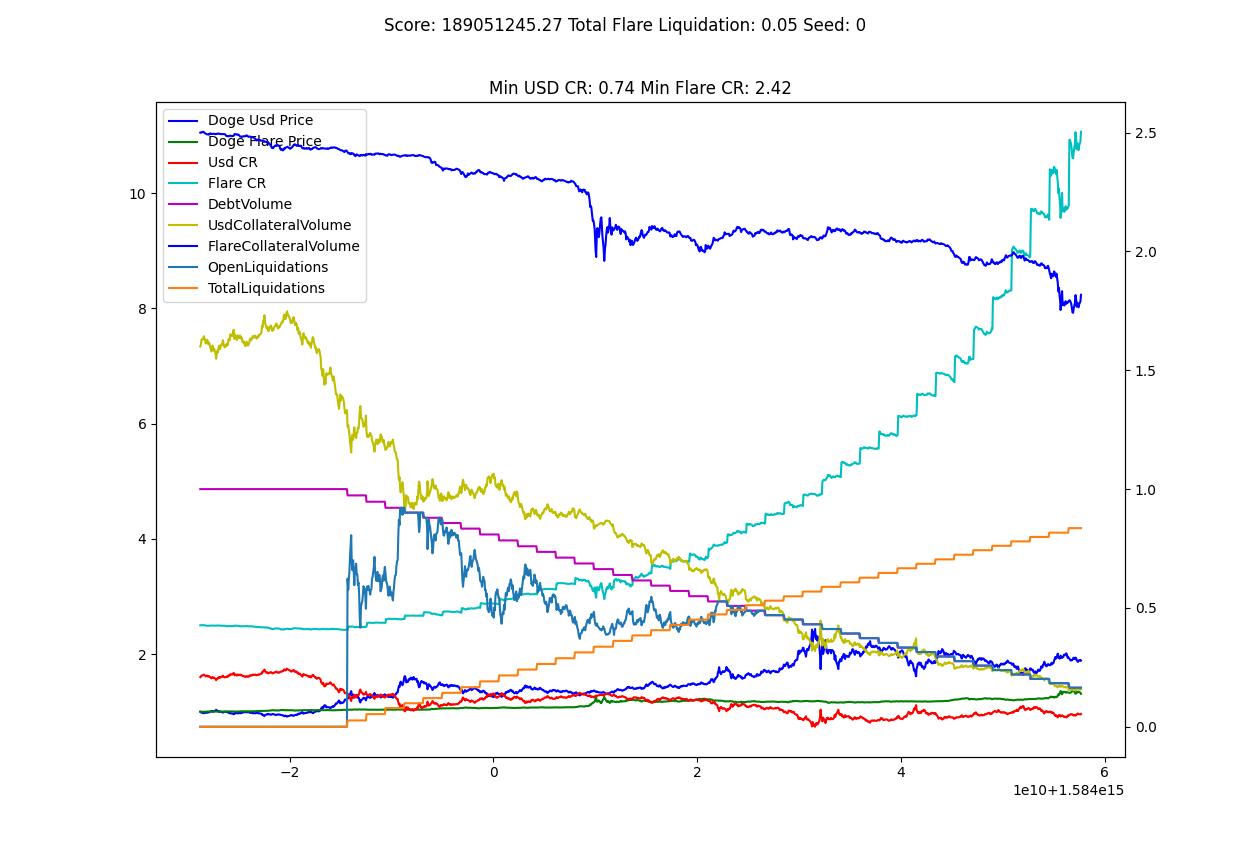 Score: 189051245.27 Total Flare Liquidation: 0.05 Seed: 0
Min USD CR: 0.74 Min Flare CR: 2.42
Doge Usd Price
Doge Flare Price
Usd CR
Flare CR
DebtVolume
UsdCollateralVolume
FlareCollateralVolume
OpenLiquidations
TotalLiquidations
10
8
6
4
2
2.5
2.0
1.5
1.0
0.5
0.0
−2
0
2
4
6
1e10+1.584e15